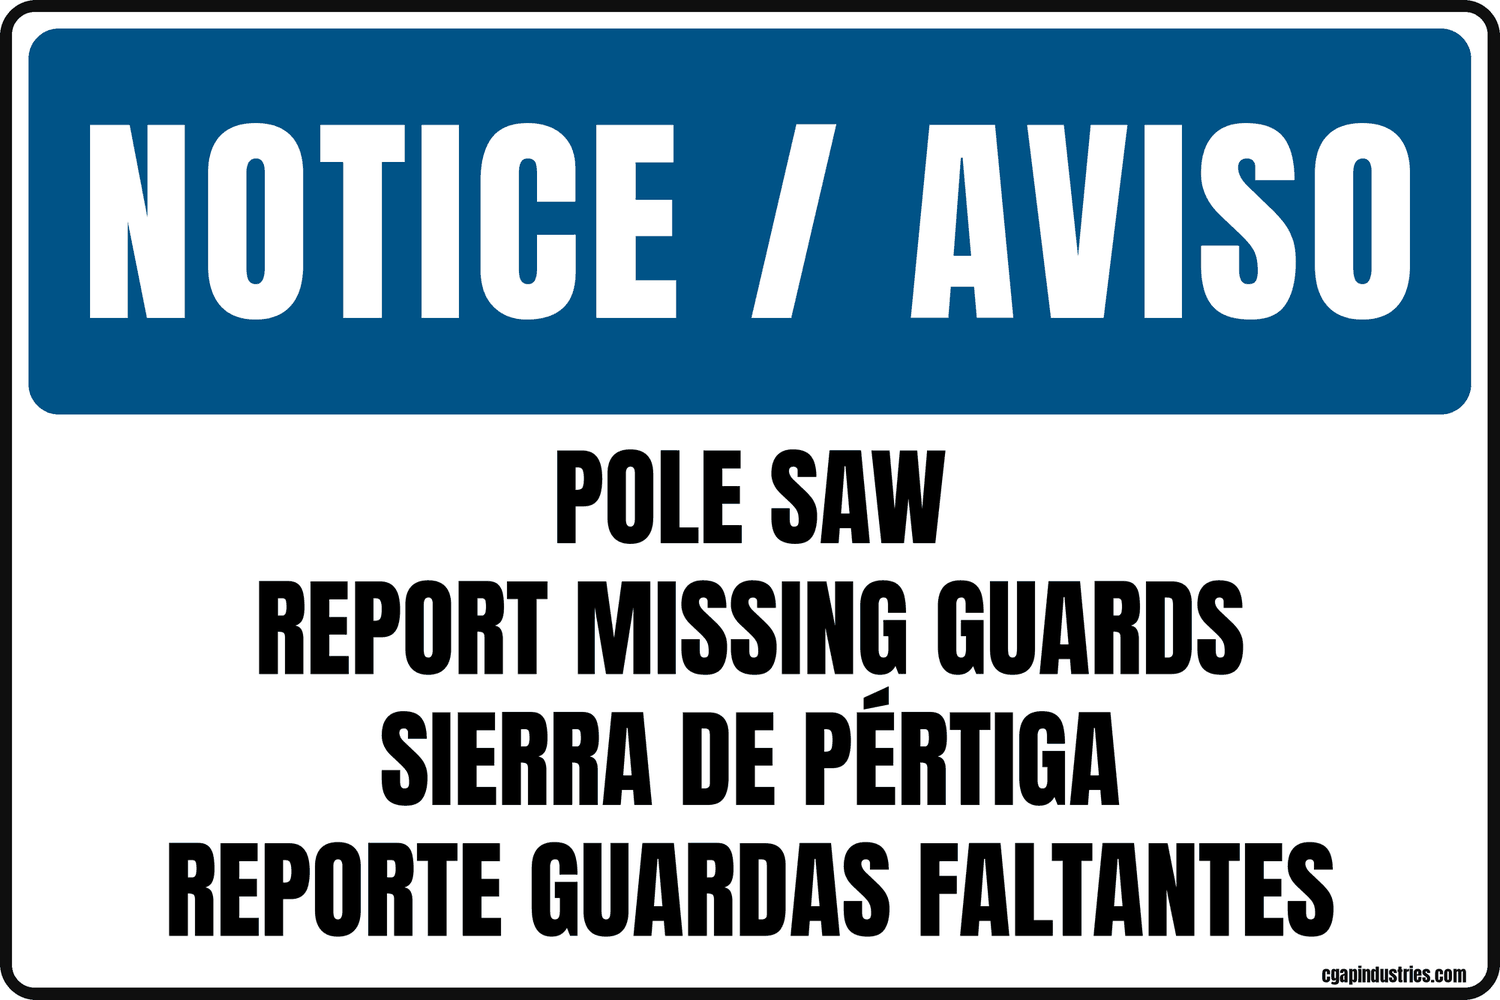 NOTICE / AVISO
POLE SAW
REPORT MISSING GUARDS
SIERRA DE PÉRTIGA
REPORTE GUARDAS FALTANTES
cgapindustries.com